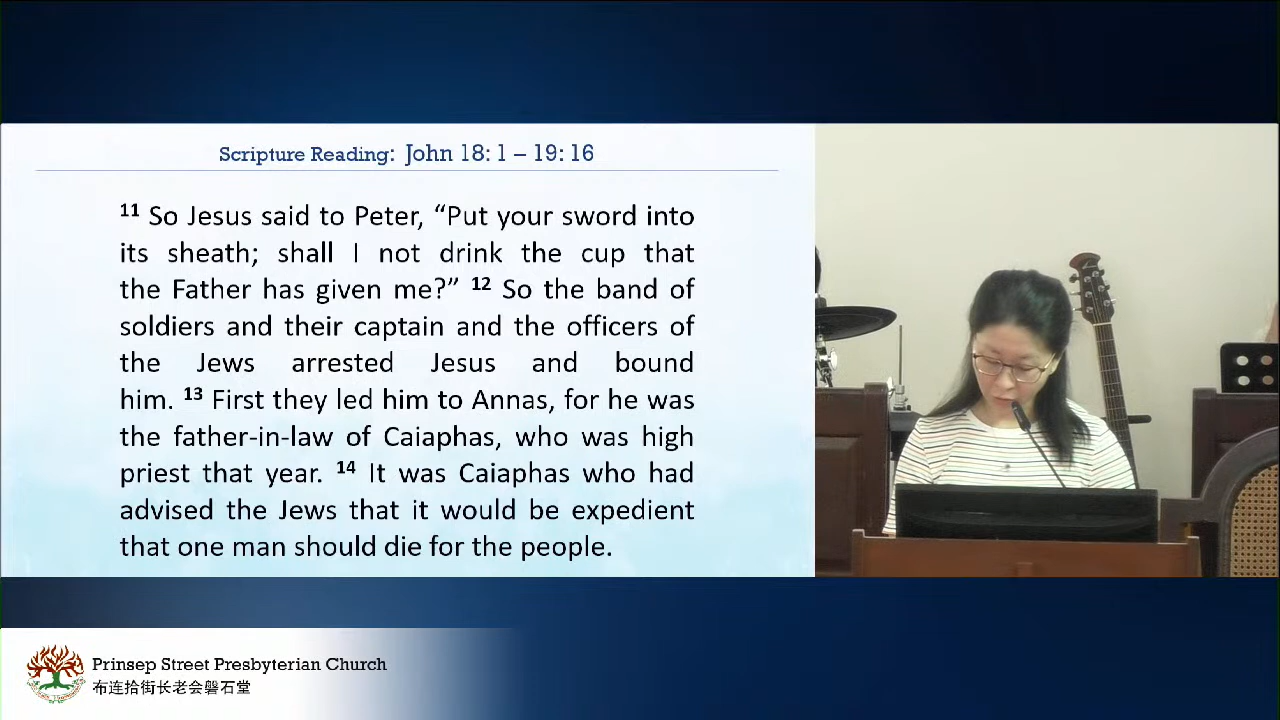 Scripture Reading: John 18: 1 – 19: 16
11 So Jesus said to Peter, “Put your sword into
its sheath; shall I not drink the cup that
the Father has given me?” 12 So the band of
soldiers and their captain and the officers of
the Jews arrested Jesus and bound
him. 13 First they led him to Annas, for he was
the father-in-law of Caiaphas, who was high
priest that year. 14 It was Caiaphas who had
advised the Jews that it would be expedient
that one man should die for the people.
Prinsep Street Presbyterian Church
布连拾街长老会磐石堂